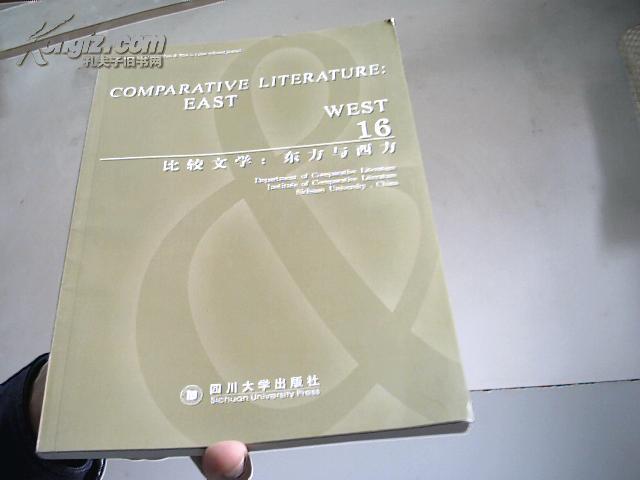 Kongfz.com
孔夫子旧书网
COMPARATIVE LITERATURE:
EAST
WEST
16
比较文学：东方与西方
Department of Comparative Literature
Institute of Comparative Literature
Sichuan University · China
四川大学出版社
Sichuan University Press